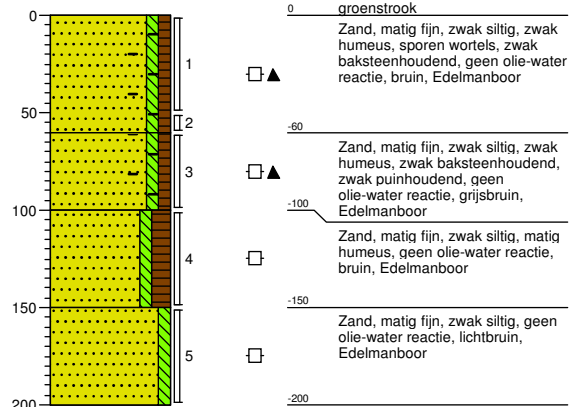 0
50
100
150
200
1
2
3
4
5
0
groenstrook
Zand, matig fijn, zwak siltig, zwak
humeus, sporen wortels, zwak
baksteenhoudend, geen olie-water
reactie, bruin, Edelmanboor
-60
Zand, matig fijn, zwak siltig, zwak
humeus, zwak baksteenhoudend,
zwak puinhoudend, geen
olie-water reactie, grijsbruin,
Edelmanboor
-100
Zand, matig fijn, zwak siltig, matig
humeus, geen olie-water reactie,
bruin, Edelmanboor
-150
Zand, matig fijn, zwak siltig, geen
olie-water reactie, lichtbruin,
Edelmanboor
-200